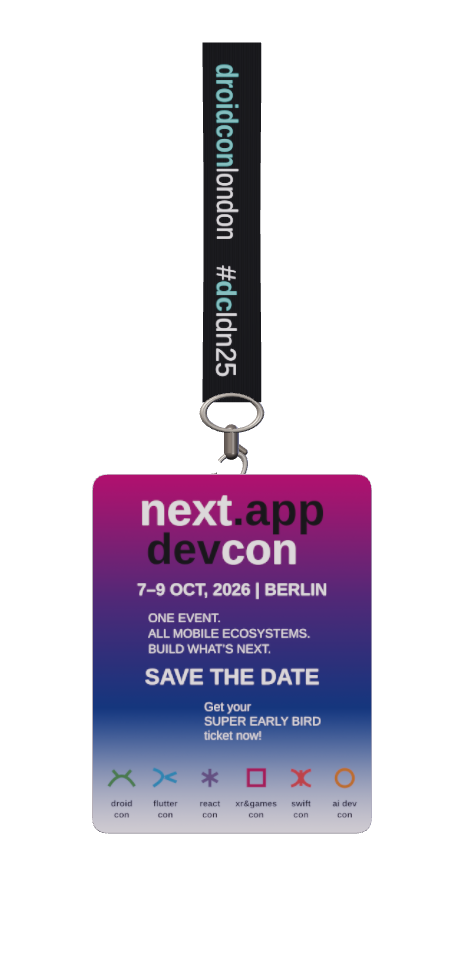 droidconlondon #dcldn25
next.app
devcon
7–9 OCT, 2026 | BERLIN
ONE EVENT.
ALL MOBILE ECOSYSTEMS.
BUILD WHAT'S NEXT.
SAVE THE DATE
Get your
SUPER EARLY BIRD
ticket now!
droid con
flutter con
react con
xr&games con
swift con
ai dev con